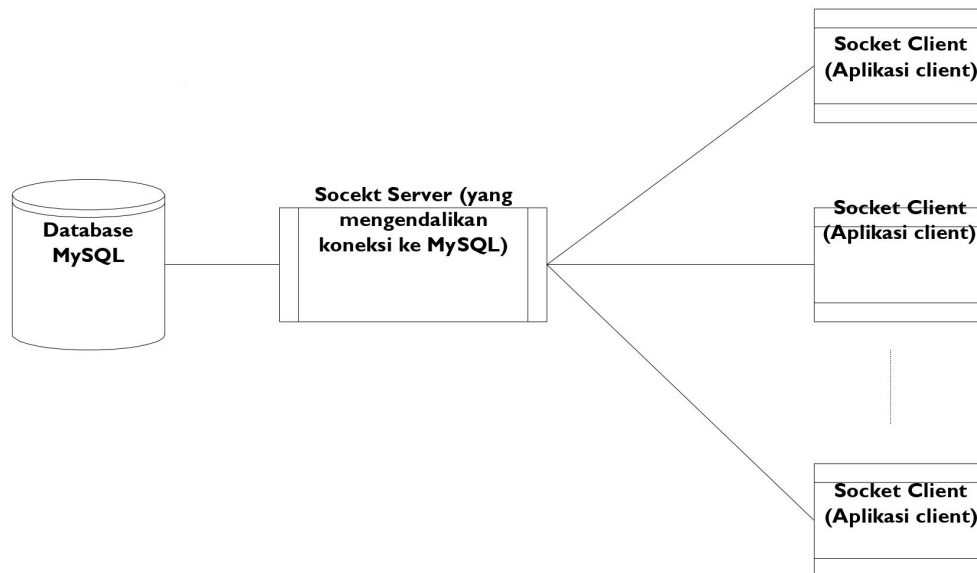 Database
MySQL
Socekt Server (yang
mengendalikan
koneksi ke MySQL)
Socket Client
(Aplikasi client)
Socket Client
(Aplikasi client)
Socket Client
(Aplikasi client)